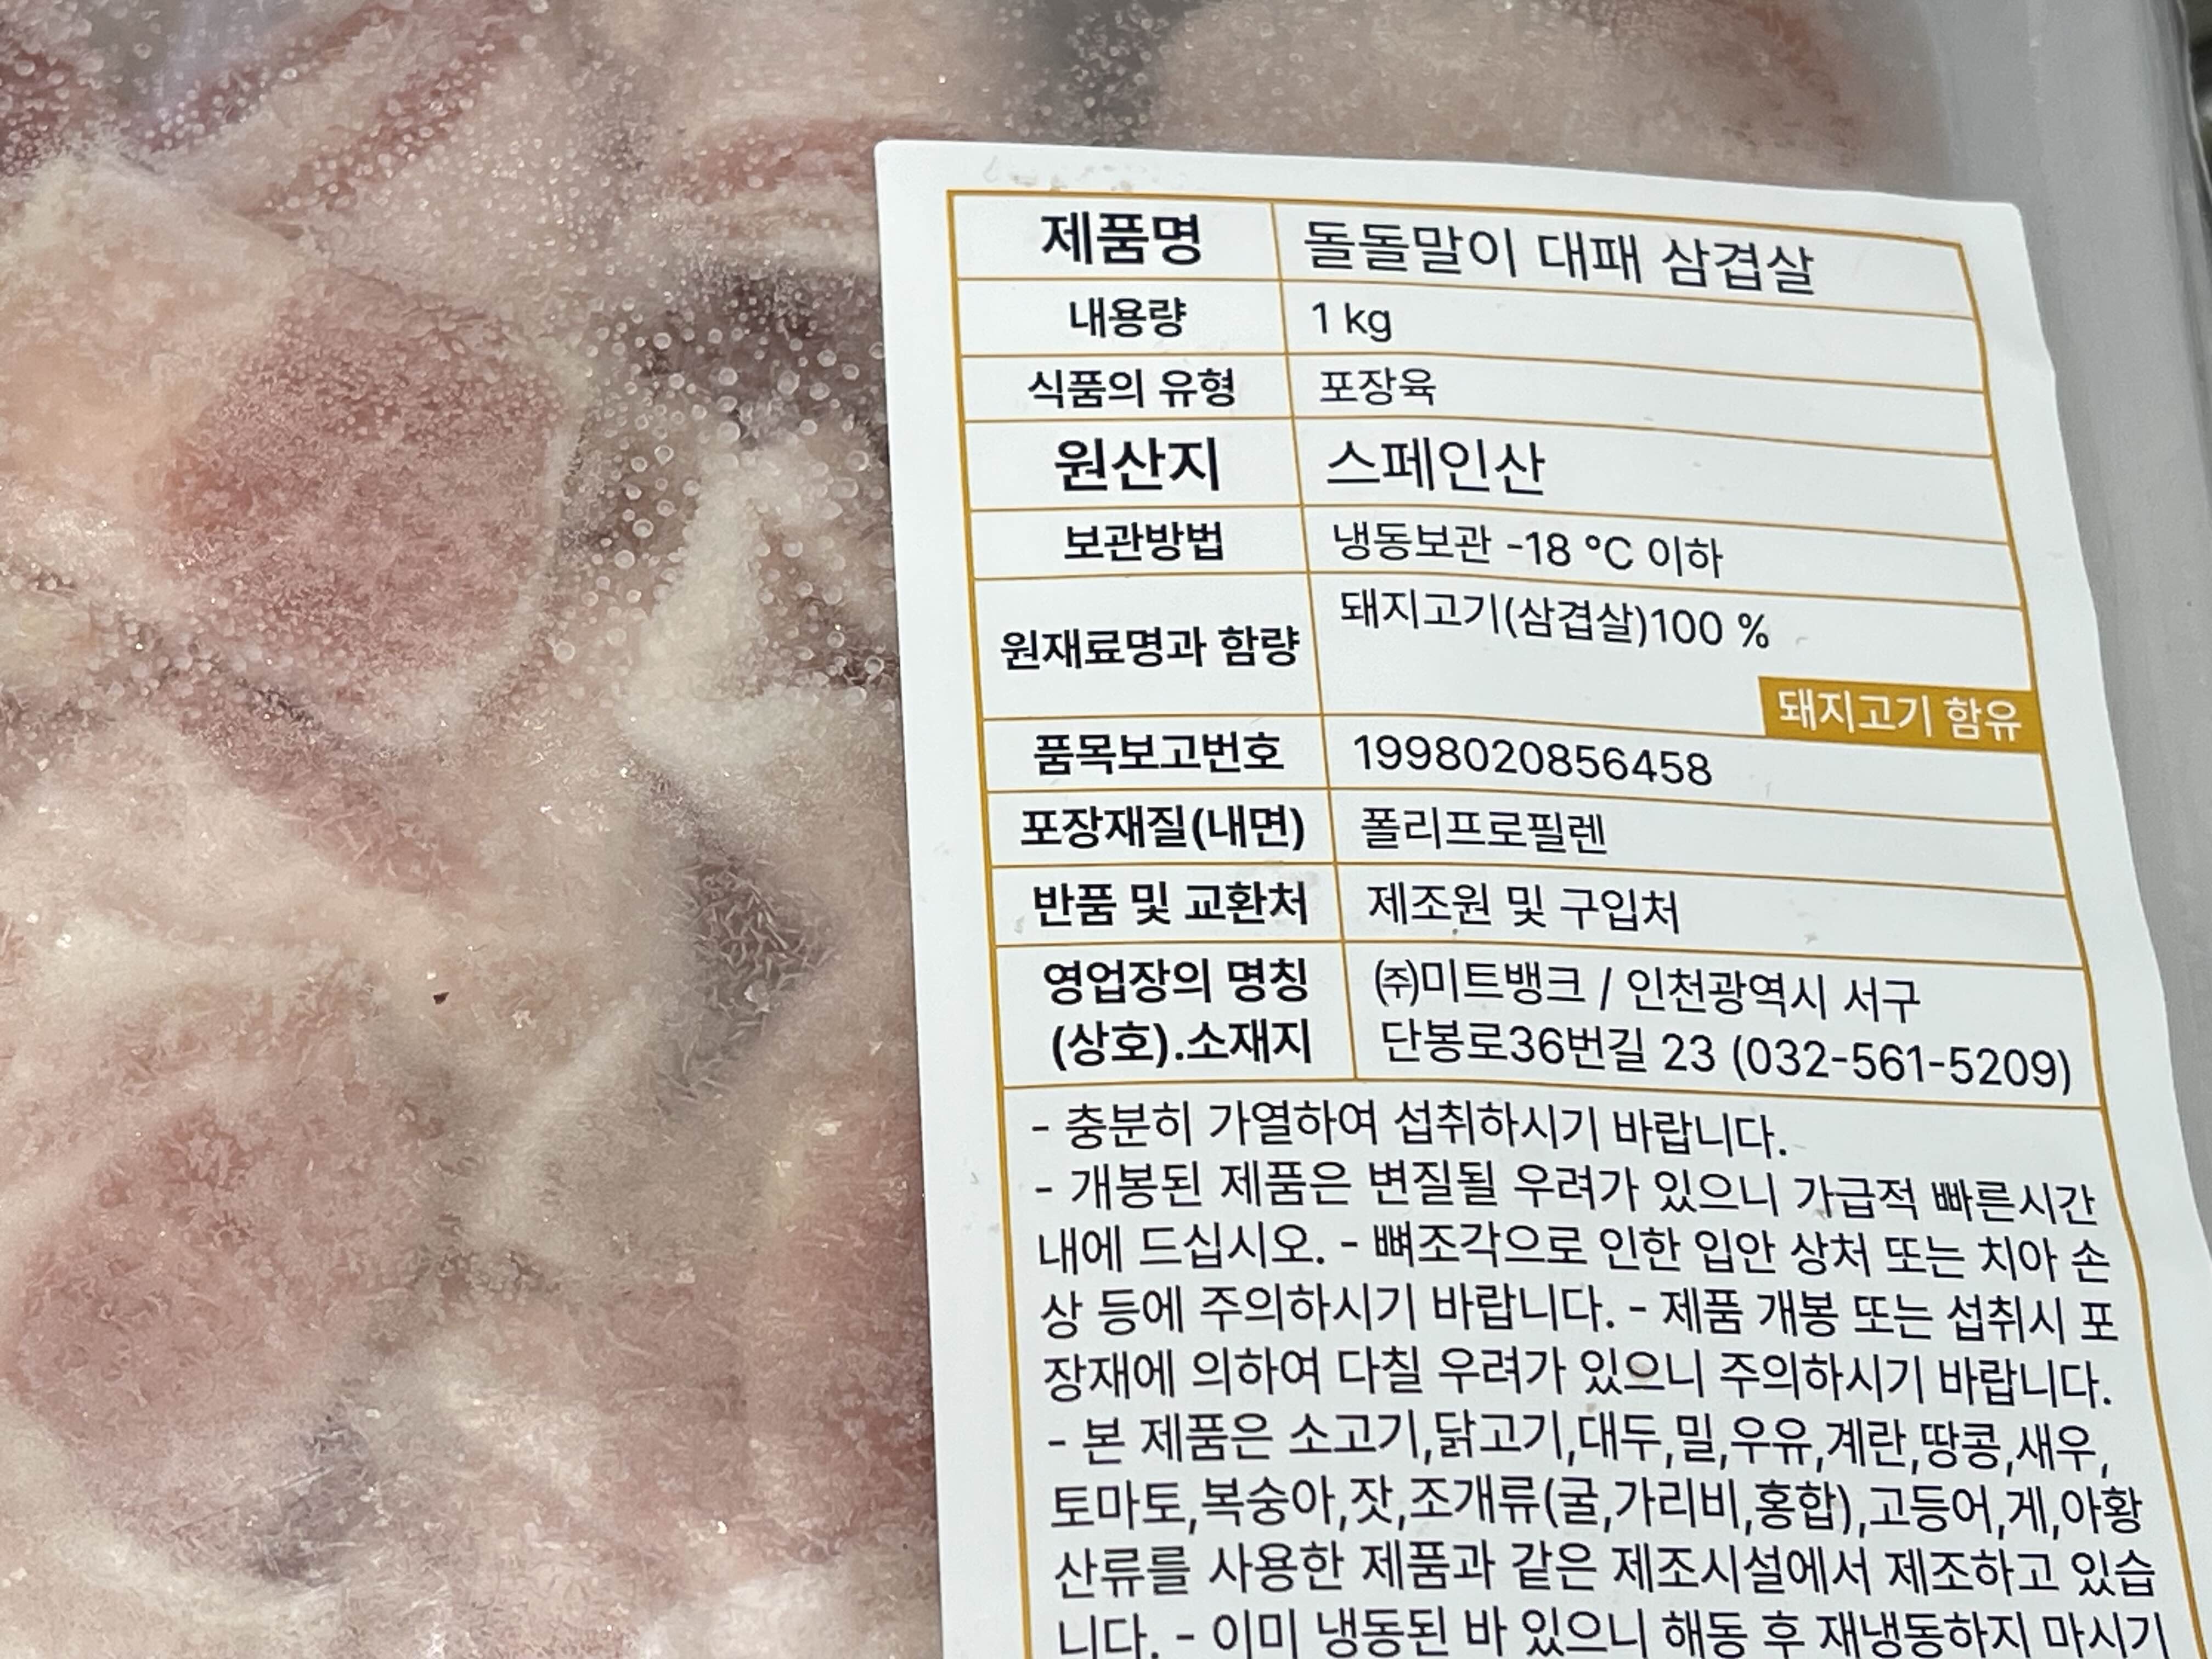 제품명 돌돌말이 대패 삼겹살
내용량 1 kg
식품의 유형 포장육
원산지 스페인산
보관방법 냉동보관 -18 °C 이하
원재료명과 함량 돼지고기(삼겹살)100 %
돼지고기 함유
품목보고번호 1998020856458
포장재질(내면) 폴리프로필렌
반품 및 교환처 제조원 및 구입처
영업장의 명칭 ㈜미트뱅크 / 인천광역시 서구
(상호).소재지 단봉로36번길 23 (032-561-5209)
- 충분히 가열하여 섭취하시기 바랍니다.
- 개봉된 제품은 변질될 우려가 있으니 가급적 빠른시간
내에 드십시오. - 뼈조각으로 인한 입안 상처 또는 치아 손
상 등에 주의하시기 바랍니다. - 제품 개봉 또는 섭취시 포
장재에 의하여 다칠 우려가 있으니 주의하시기 바랍니다.
- 본 제품은 소고기,닭고기,대두,밀,우유,계란,땅콩,새우,
토마토,복숭아,잣,조개류(굴,가리비,홍합),고등어,게,아황
산류를 사용한 제품과 같은 제조시설에서 제조하고 있습
니다. - 이미 냉동된 바 있으니 해동 후 재냉동하지 마시기